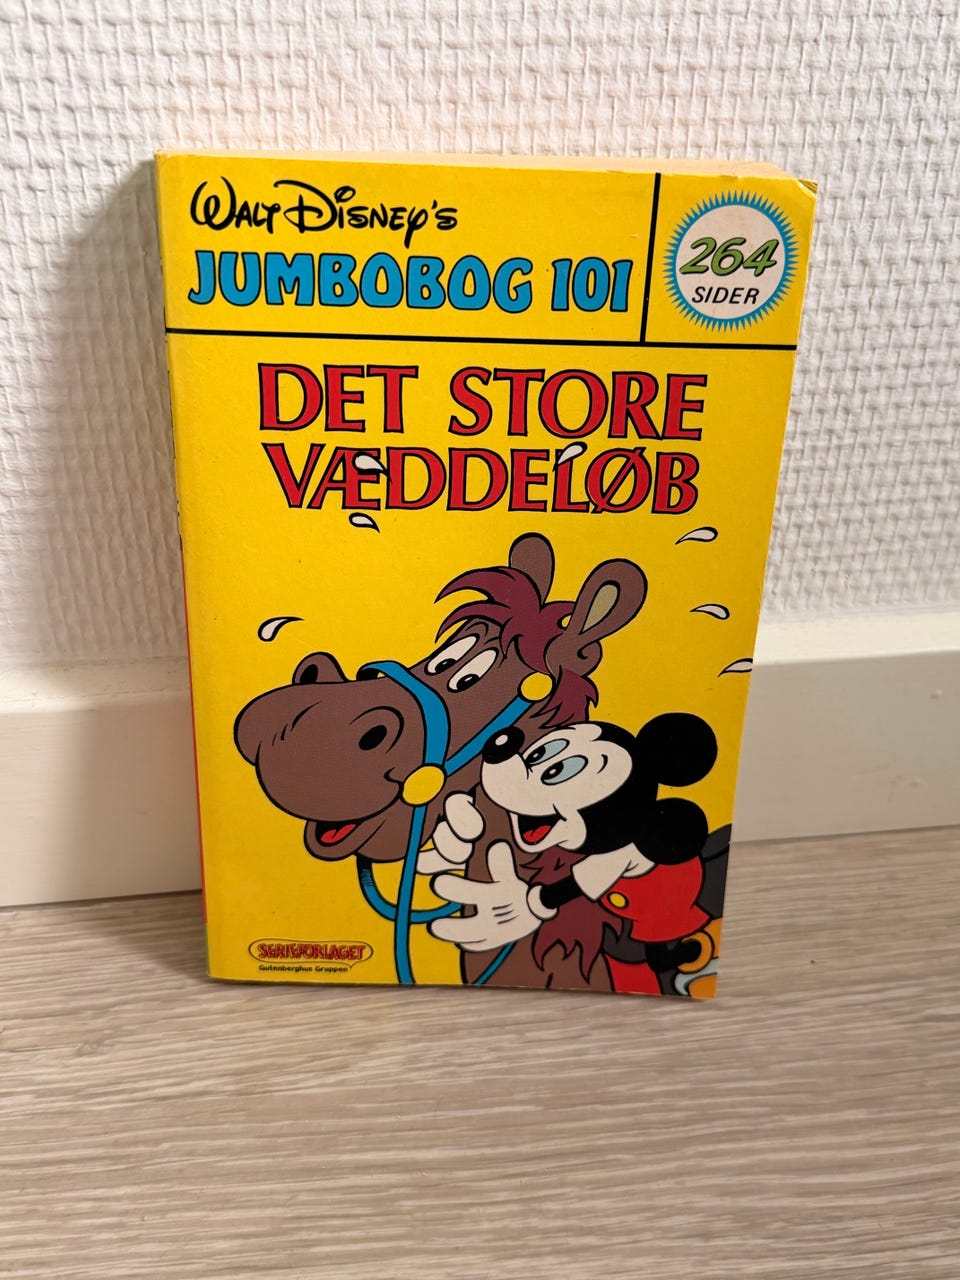 WALT DISNEY'S
JUMBOBOG 101
264
SIDER
DET STORE
VÆDDELØB
SERIEFORLAGET
Gutenberghus Gruppen